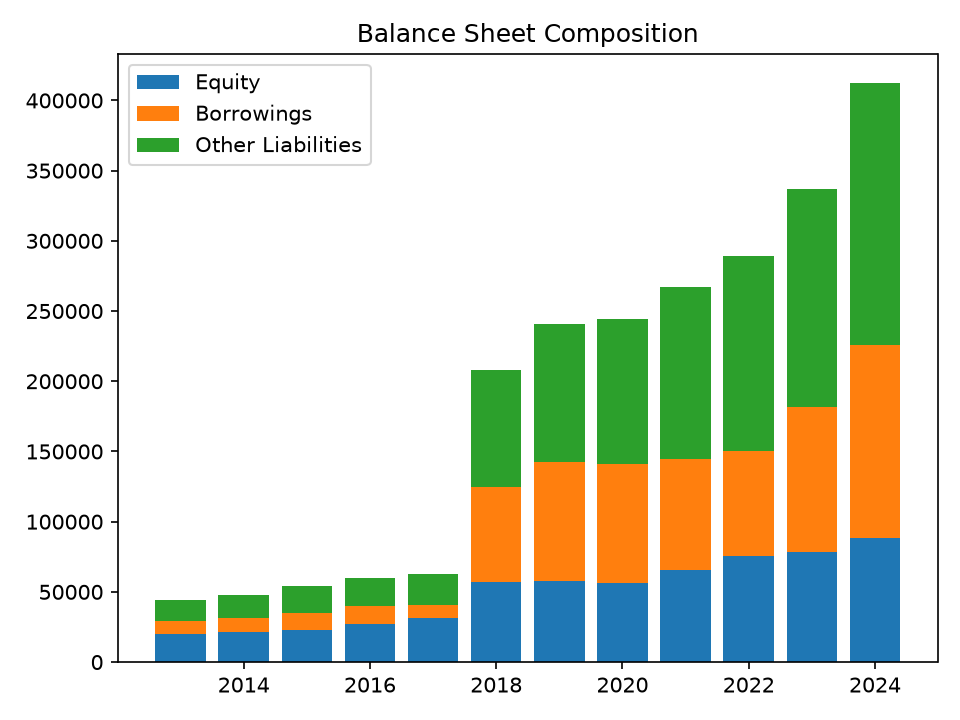 Balance Sheet Composition
Equity
Borrowings
Other Liabilities
400000
350000
300000
250000
200000
150000
100000
50000
0
2014 2016 2018 2020 2022 2024